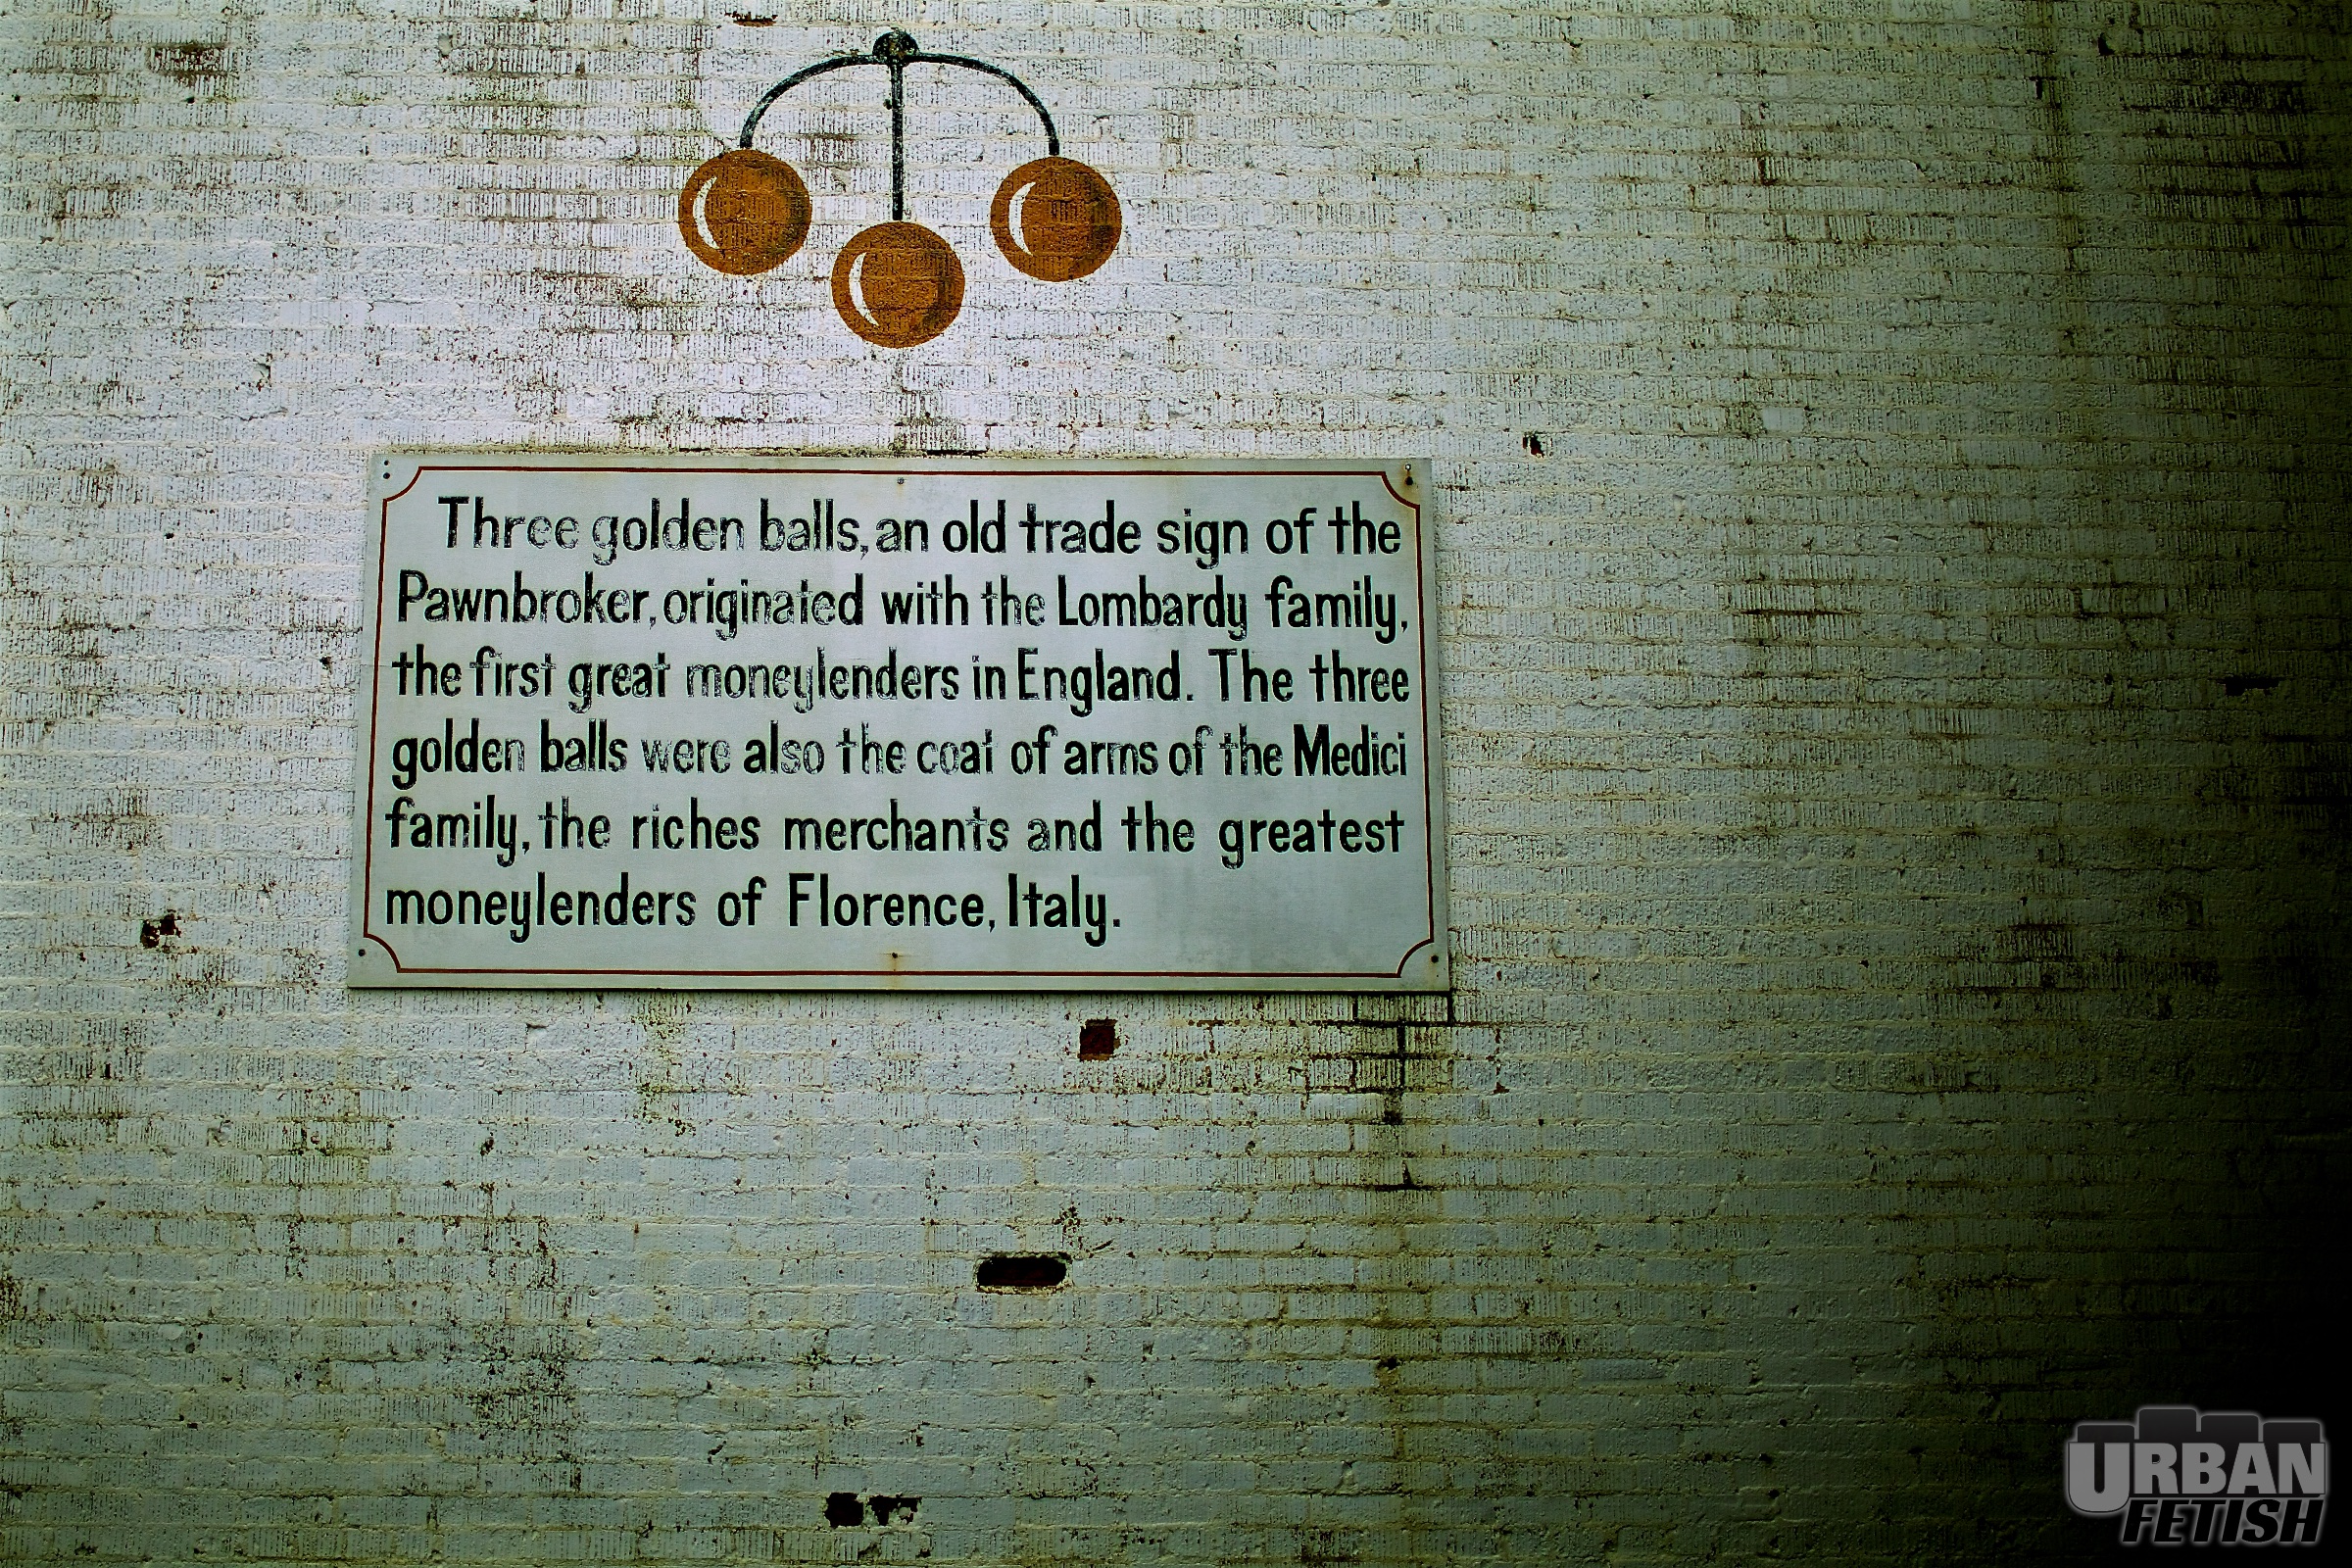 Three golden balls, an old trade sign of the
Pawnbroker, originated with the Lombardy family,
the first great moneylenders in England. The three
golden balls were also the coat of arms of the Medici
family, the riches merchants and the greatest
moneylenders of Florence, Italy.
URBAN
FETISH